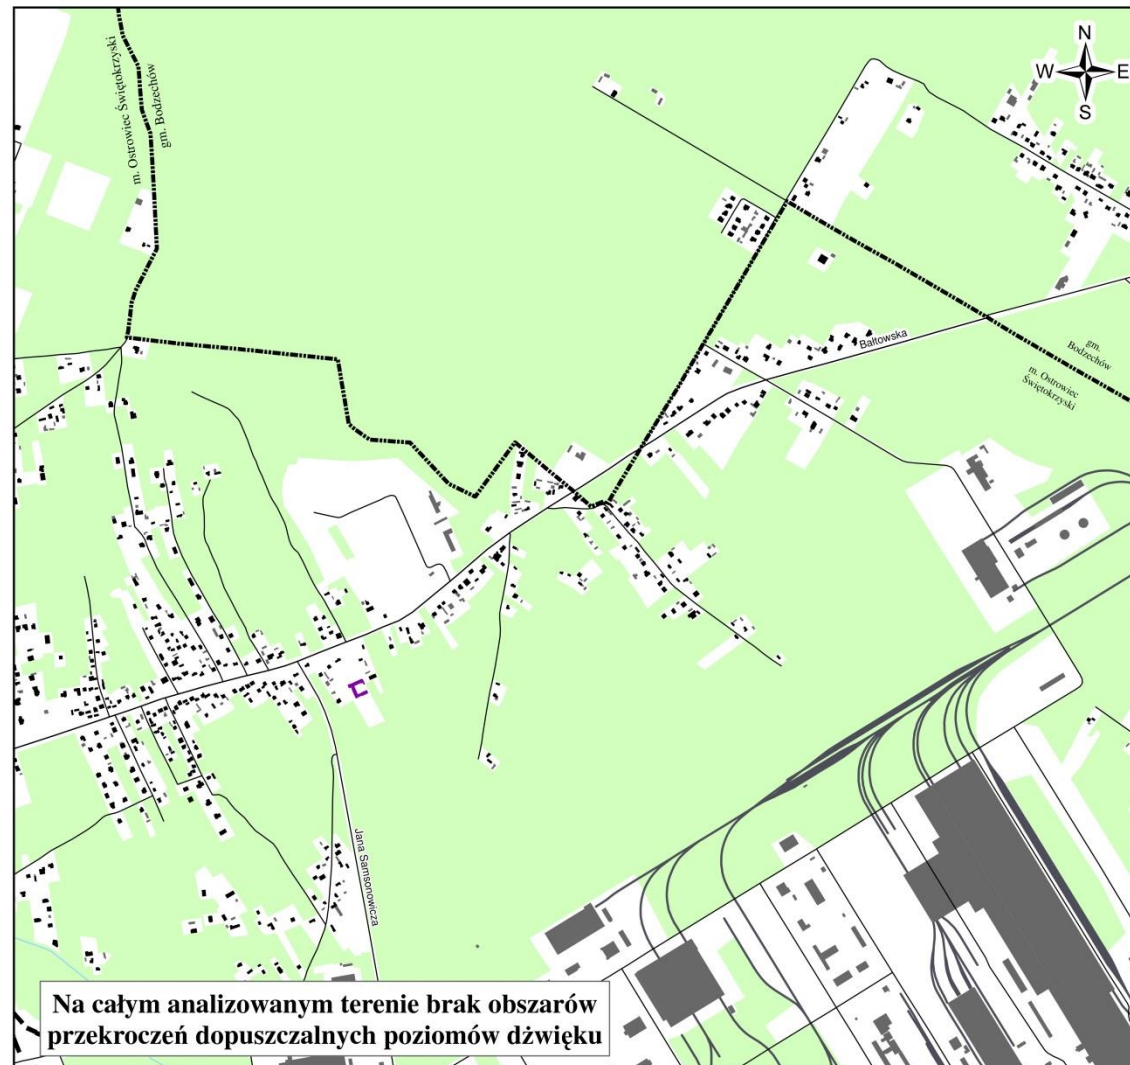 N
W E
S
m. Ostrowiec Świętokrzyski
gm. Bodzechów
Bałtowska
gm.
Bodzechów
m. Ostrowiec
Świętokrzyski
Jana Samsonowicza
Na całym analizowanym terenie brak obszarów
przekroczeń dopuszczalnych poziomów dźwięku